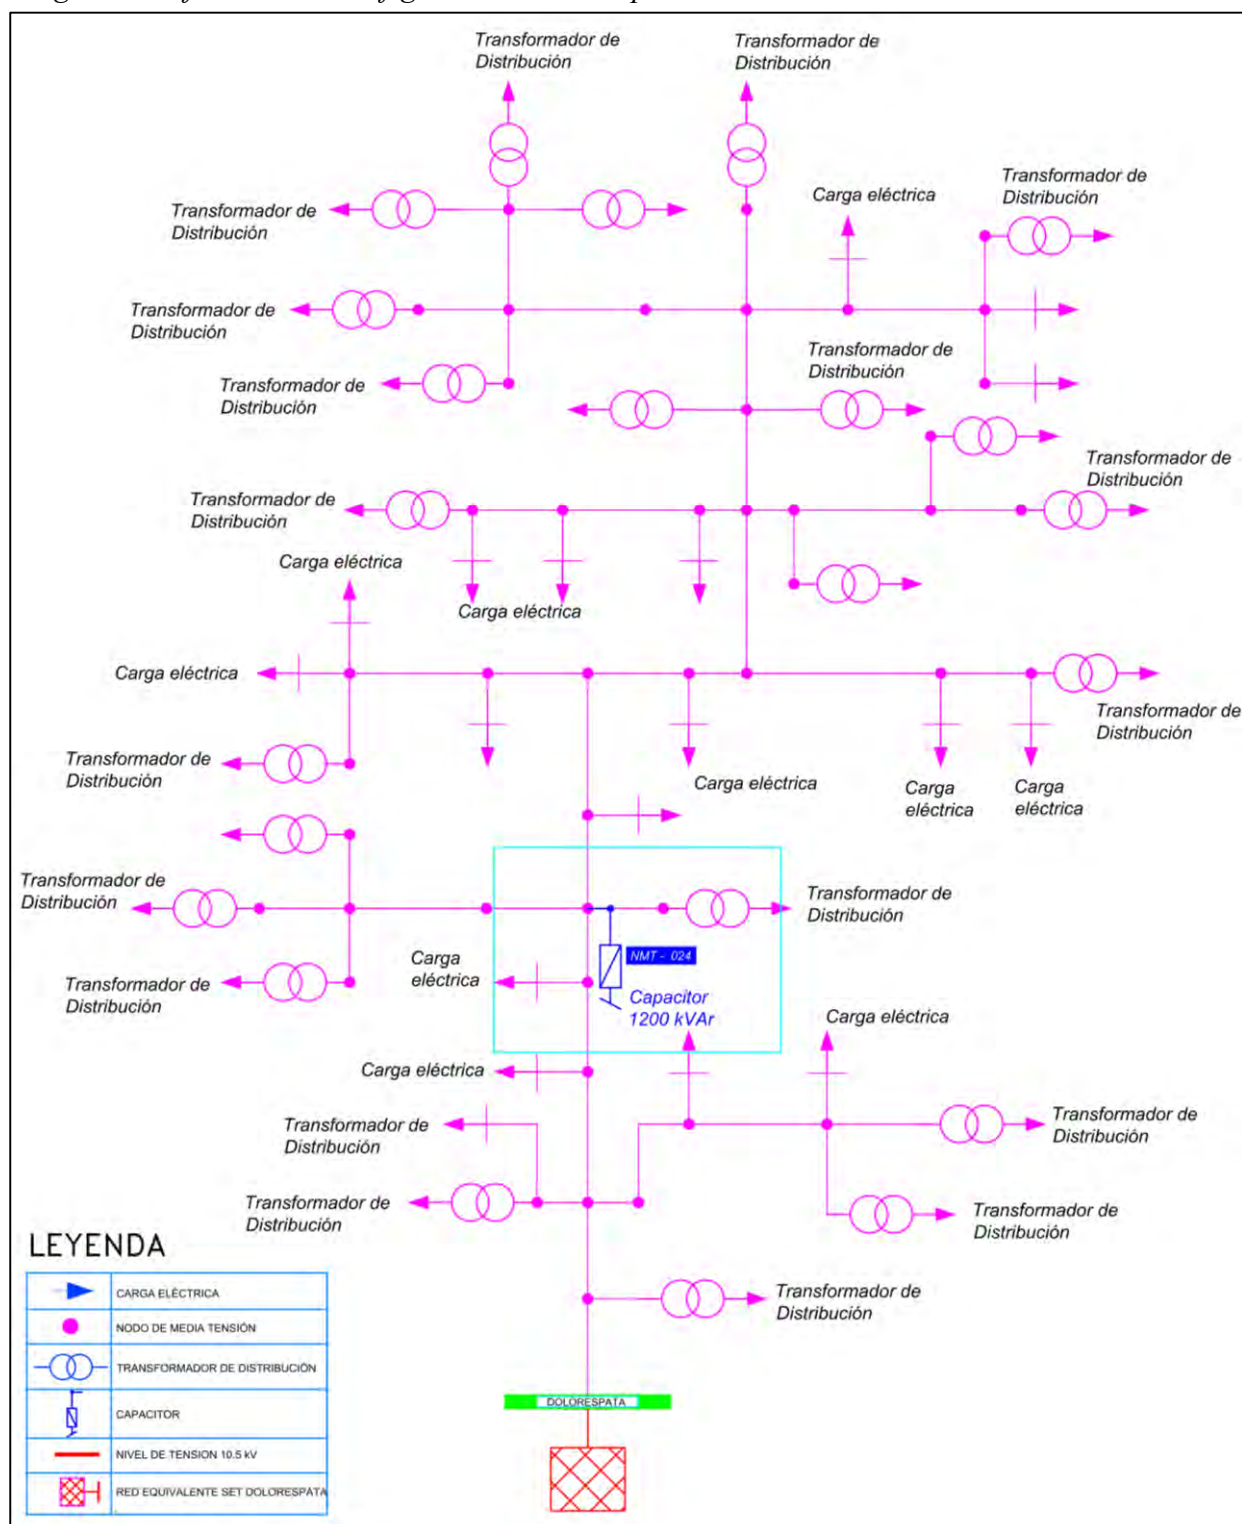 Transformador de
Distribución
Transformador de
Distribución
Transformador de
Distribución
Carga eléctrica
Transformador de
Distribución
Transformador de
Distribución
Transformador de
Distribución
Transformador de
Distribución
Transformador de
Distribución
Transformador de
Distribución
Carga eléctrica
Carga eléctrica
Carga eléctrica
Transformador de
Distribución
Transformador de
Distribución
Carga eléctrica
Carga
eléctrica
Carga
eléctrica
Transformador de
Distribución
Transformador de
Distribución
Carga
eléctrica
NMT - 024
Capacitor
1200 kVAr
Transformador de
Distribución
Carga eléctrica
Carga eléctrica
Transformador de
Distribución
Transformador de
Distribución
Transformador de
Distribución
Transformador de
Distribución
Transformador de
Distribución
DOLORESPATA
LEYENDA
CARGA ELÉCTRICA
NODO DE MEDIA TENSIÓN
TRANSFORMADOR DE DISTRIBUCIÓN
CAPACITOR
NIVEL DE TENSION 10.5 kV
RED EQUIVALENTE SET DOLORESPATA